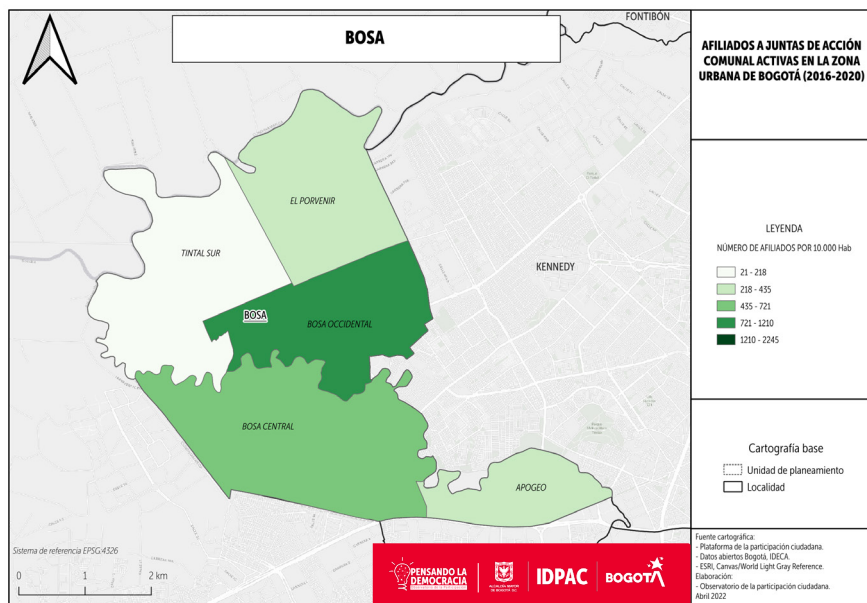 BOSA
FONTIBÓN
AFILIADOS A JUNTAS DE ACCIÓN
COMUNAL ACTIVAS EN LA ZONA
URBANA DE BOGOTÁ (2016-2020)
EL PORVENIR
TINTAL SUR
KENNEDY
BOSA
BOSA OCCIDENTAL
BOSA CENTRAL
APOGEO
LEYENDA
NÚMERO DE AFILIADOS POR 10.000 Hab
21 - 218
218 - 435
435 - 721
721 - 1210
1210 - 2245
Cartografía base
Unidad de planeamiento
Localidad
Sistema de referencia EPSG:4326
0 1 2 km
PENSANDO LA
DEMOCRACIA
ALCALDÍA MAYOR
DE BOGOTÁ D.C.
IDPAC
BOGOTÁ
Fuente cartográfica:
- Plataforma de la participación ciudadana.
- Datos abiertos Bogotá, IDECA.
- ESRI, Canvas/World Light Gray Reference.
Elaboración:
- Observatorio de la participación ciudadana.
Abril 2022